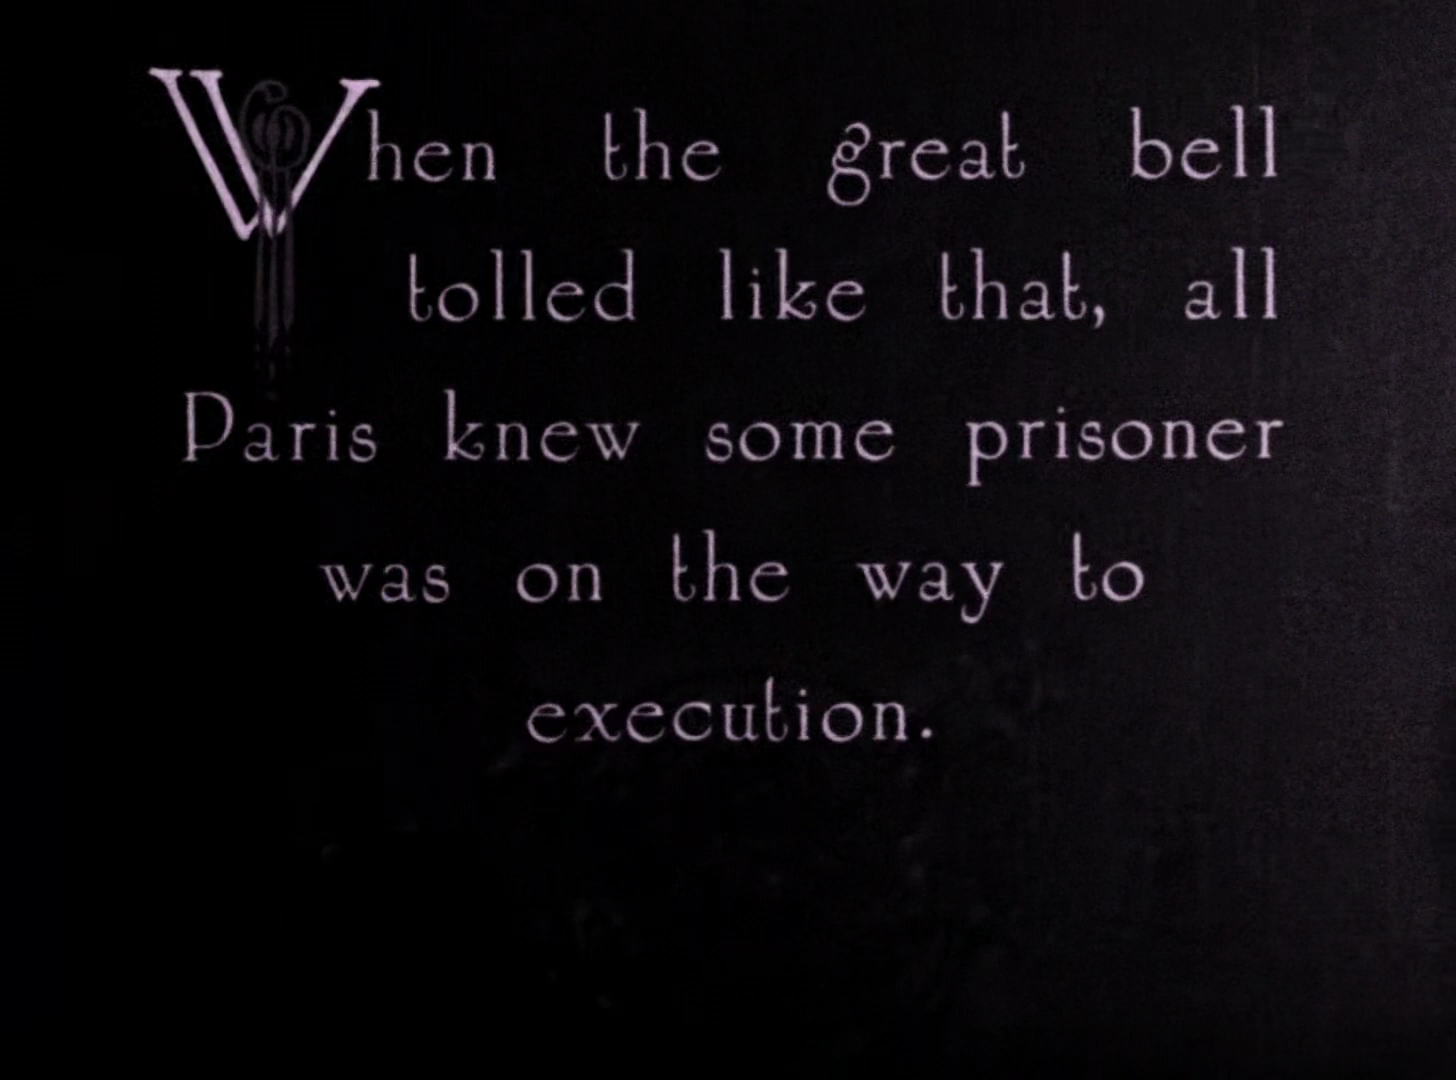 When the great bell
tolled like that, all
Paris knew some prisoner
was on the way to
execution.